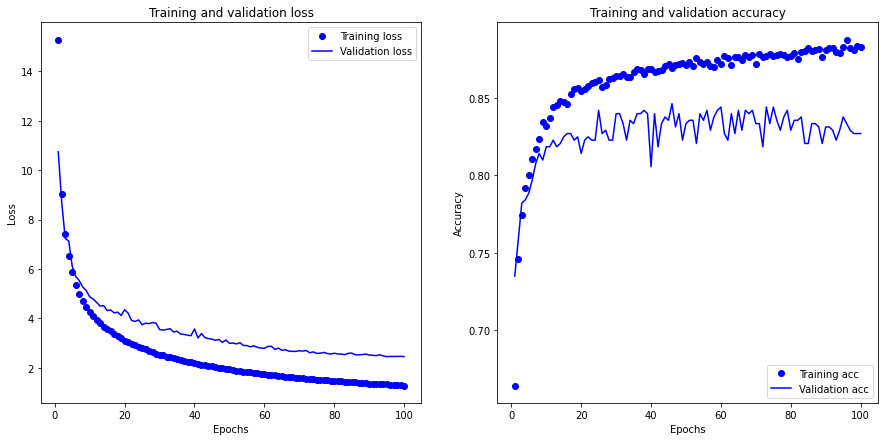 Training and validation loss
Training loss
Validation loss
14
12
10
8
6
4
2
Loss
0
20
40
60
80
100
Epochs
Training and validation accuracy
0.85
0.80
0.75
0.70
Accuracy
Training acc
Validation acc
0
20
40
60
80
100
Epochs